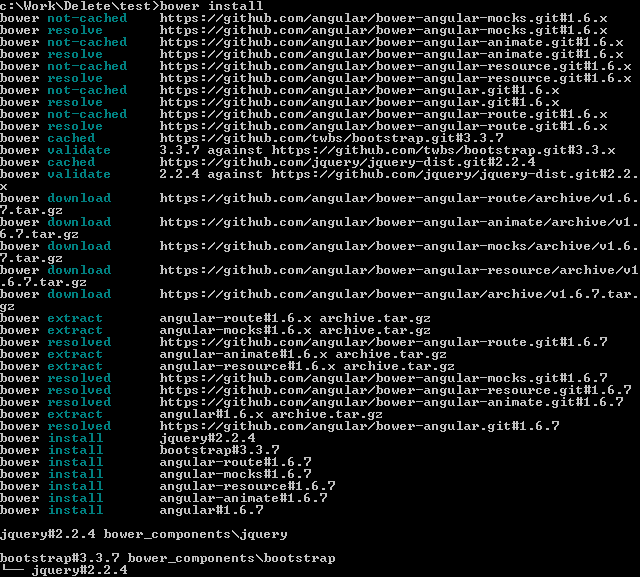 c:\Work\Delete\test>bower install
bower not-cached    https://github.com/angular/bower-angular-mocks.git#1.6.x
bower resolve       https://github.com/angular/bower-angular-mocks.git#1.6.x
bower not-cached    https://github.com/angular/bower-angular-animate.git#1.6.x
bower resolve       https://github.com/angular/bower-angular-animate.git#1.6.x
bower not-cached    https://github.com/angular/bower-angular-resource.git#1.6.x
bower resolve       https://github.com/angular/bower-angular-resource.git#1.6.x
bower not-cached    https://github.com/angular/bower-angular.git#1.6.x
bower resolve       https://github.com/angular/bower-angular.git#1.6.x
bower not-cached    https://github.com/angular/bower-angular-route.git#1.6.x
bower resolve       https://github.com/angular/bower-angular-route.git#1.6.x
bower cached        https://github.com/twbs/bootstrap.git#3.3.7
bower validate      3.3.7 against https://github.com/twbs/bootstrap.git#3.3.x
bower cached        https://github.com/jquery/jquery-dist.git#2.2.4
bower validate      2.2.4 against https://github.com/jquery/jquery-dist.git#2.2.
x
bower download      https://github.com/angular/bower-angular-route/archive/v1.6.
7.tar.gz
bower download      https://github.com/angular/bower-angular-animate/archive/v1.
6.7.tar.gz
bower download      https://github.com/angular/bower-angular-mocks/archive/v1.6.
7.tar.gz
bower download      https://github.com/angular/bower-angular-resource/archive/v1
.6.7.tar.gz
bower download      https://github.com/angular/bower-angular/archive/v1.6.7.tar.
gz
bower extract       angular-route#1.6.x archive.tar.gz
bower extract       angular-mocks#1.6.x archive.tar.gz
bower resolved      https://github.com/angular/bower-angular-route.git#1.6.7
bower extract       angular-animate#1.6.x archive.tar.gz
bower extract       angular-resource#1.6.x archive.tar.gz
bower resolved      https://github.com/angular/bower-angular-mocks.git#1.6.7
bower resolved      https://github.com/angular/bower-angular-resource.git#1.6.7
bower resolved      https://github.com/angular/bower-angular-animate.git#1.6.7
bower extract       angular#1.6.x archive.tar.gz
bower resolved      https://github.com/angular/bower-angular.git#1.6.7
bower install       jquery#2.2.4
bower install       bootstrap#3.3.7
bower install       angular-route#1.6.7
bower install       angular-mocks#1.6.7
bower install       angular-resource#1.6.7
bower install       angular-animate#1.6.7
bower install       angular#1.6.7
jquery#2.2.4 bower_components\jquery
bootstrap#3.3.7 bower_components\bootstrap
└── jquery#2.2.4